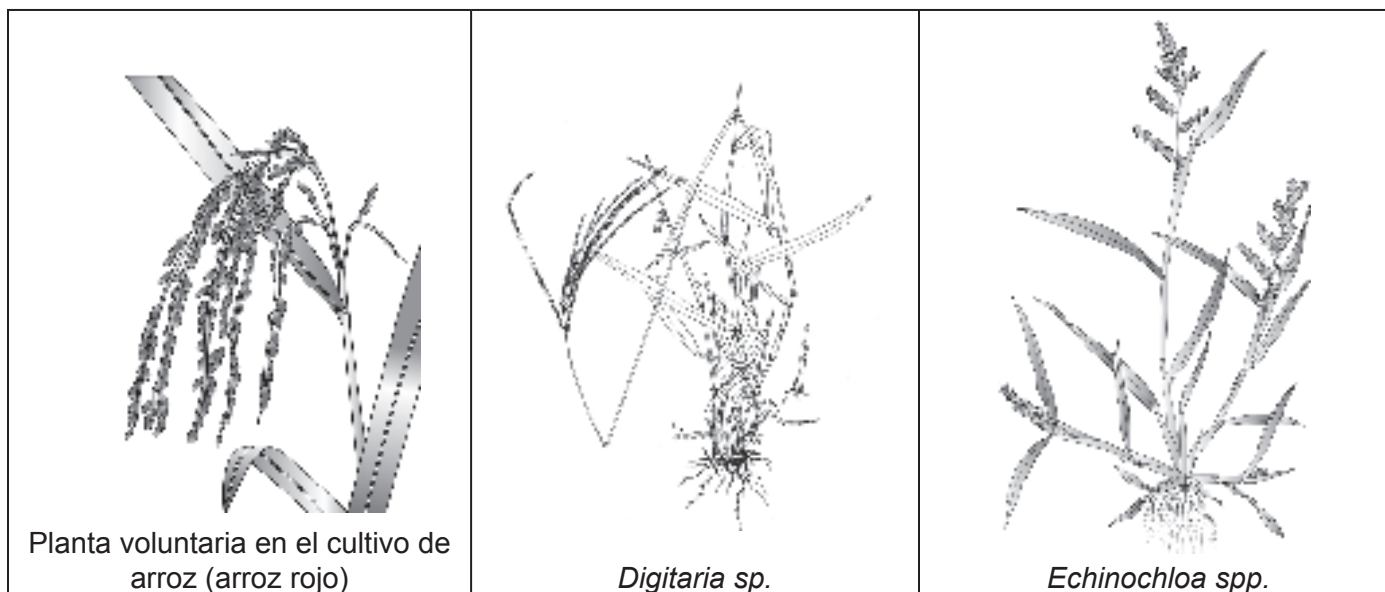 Planta voluntaria en el cultivo de
arroz (arroz rojo)
Digitaria sp.
Echinochloa spp.